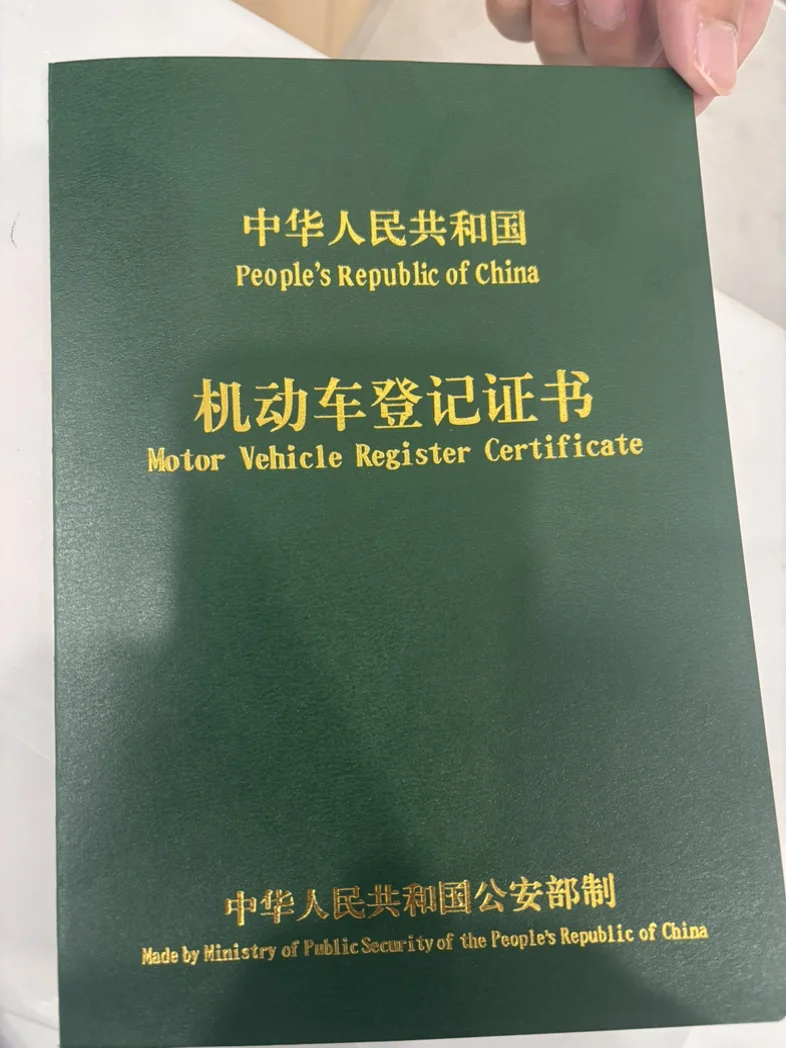 中华人民共和国
People's Republic of China
机动车登记证书
Motor Vehicle Register Certificate
中华人民共和国公安部制
Made by Ministry of Public Security of the People's Republic of China